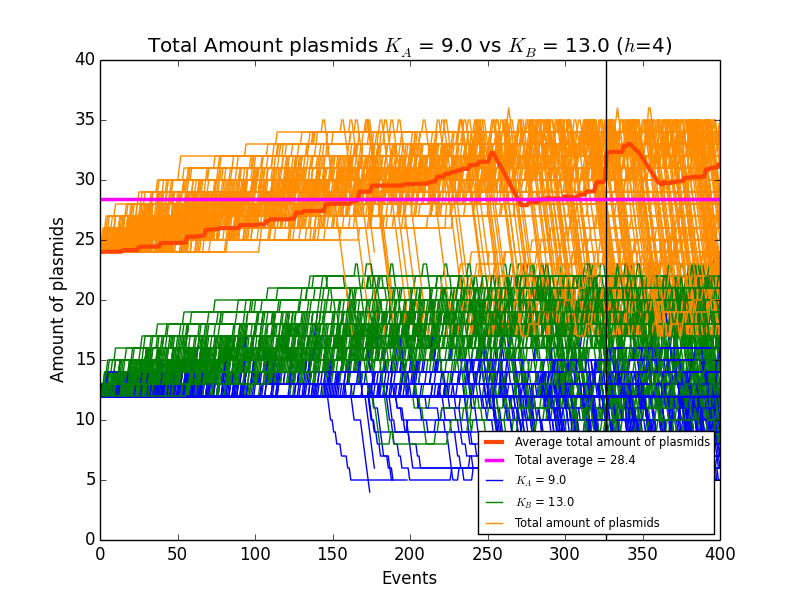 Total Amount plasmids K_A = 9.0 vs K_B = 13.0 (h=4)
40
35
30
25
20
15
10
5
0
Amount of plasmids
Average total amount of plasmids
Total average = 28.4
K_A = 9.0
K_B = 13.0
Total amount of plasmids
0 50 100 150 200 250 300 350 400
Events